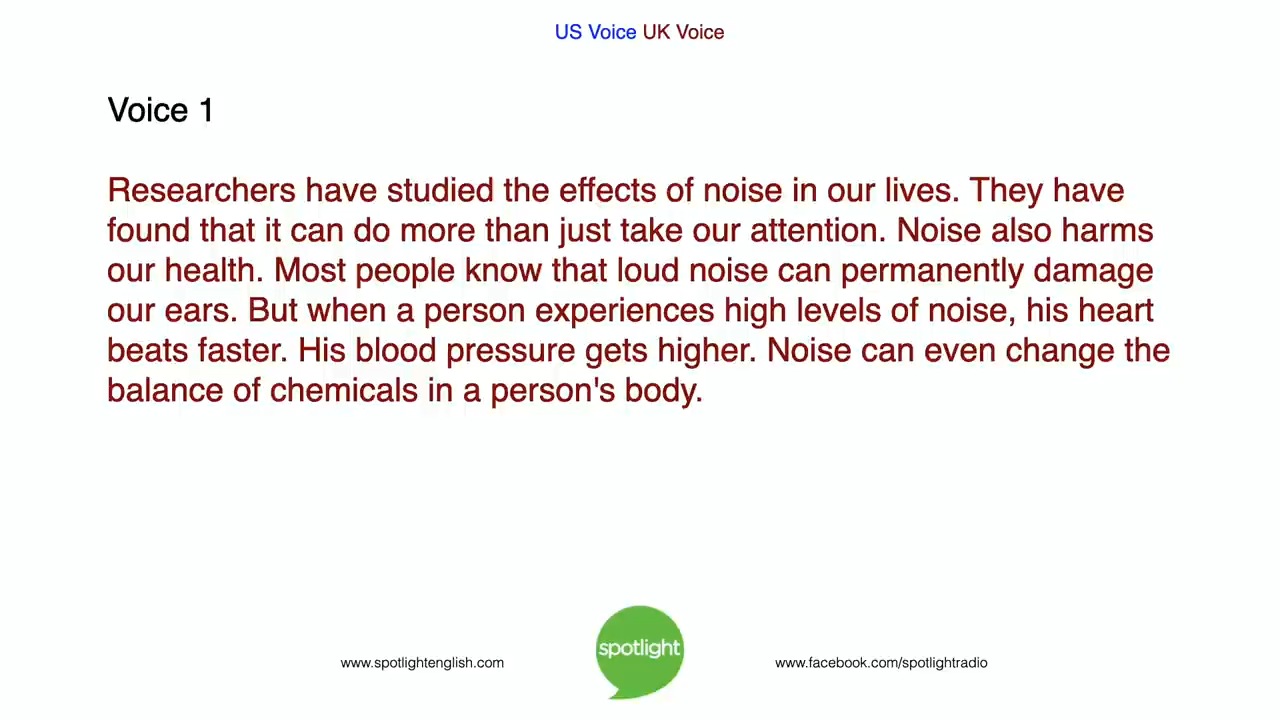 US Voice UK Voice
Voice 1
Researchers have studied the effects of noise in our lives. They have
found that it can do more than just take our attention. Noise also harms
our health. Most people know that loud noise can permanently damage
our ears. But when a person experiences high levels of noise, his heart
beats faster. His blood pressure gets higher. Noise can even change the
balance of chemicals in a person's body.
www.spotlightenglish.com
spotlight
www.facebook.com/spotlightradio